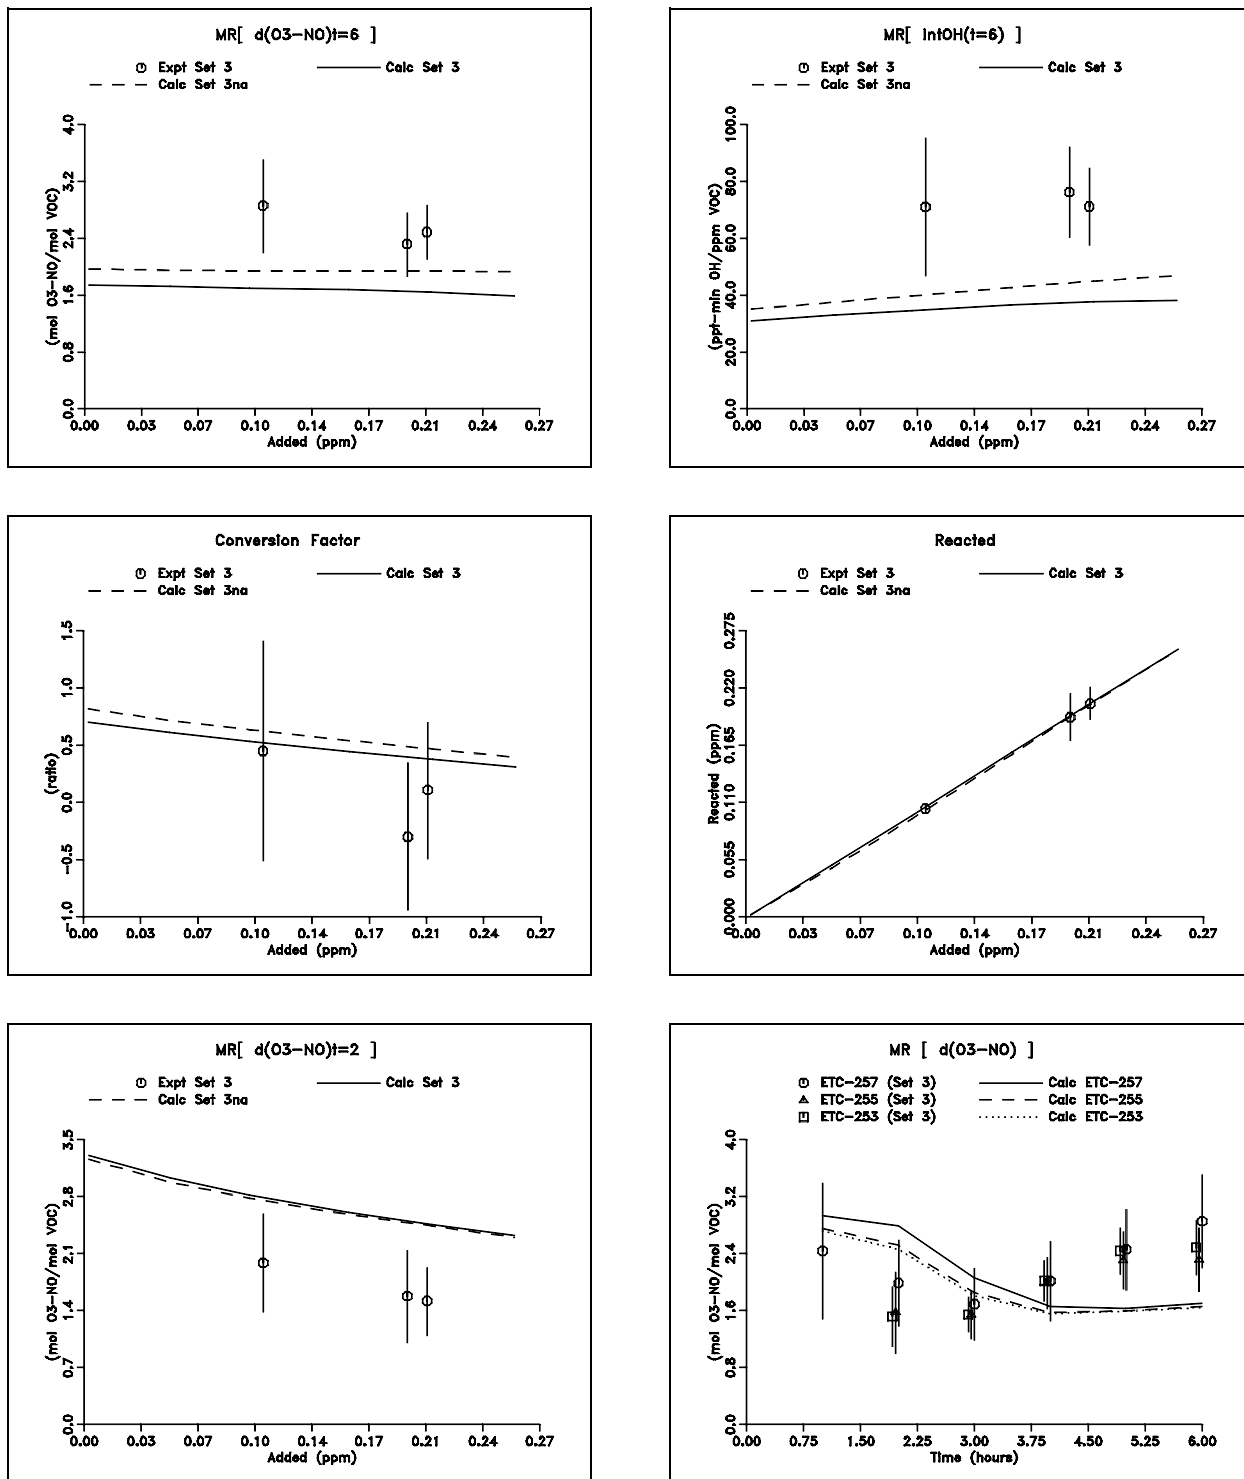 MR[ d(O3-NO)t=6 ]
Expt Set 3
Calc Set 3
Calc Set 3na
(mol O3-NO/mol VOC)
4.0
3.2
2.4
1.6
0.8
0.0
0.00 0.03 0.07 0.10 0.14 0.17 0.21 0.24 0.27
Added (ppm)
MR[ IntOH(t=6) ]
Expt Set 3
Calc Set 3
Calc Set 3na
(ppt-min OH/ppm VOC)
100.0
80.0
60.0
40.0
20.0
0.0
0.00 0.03 0.07 0.10 0.14 0.17 0.21 0.24 0.27
Added (ppm)
Conversion Factor
Expt Set 3
Calc Set 3
Calc Set 3na
(ratio)
1.5
1.0
0.5
0.0
-0.5
-1.0
0.00 0.03 0.07 0.10 0.14 0.17 0.21 0.24 0.27
Added (ppm)
Reacted
Expt Set 3
Calc Set 3
Calc Set 3na
Reacted (ppm)
0.275
0.220
0.165
0.110
0.055
0.000
0.00 0.03 0.07 0.10 0.14 0.17 0.21 0.24 0.27
Added (ppm)
MR[ d(O3-NO)t=2 ]
Expt Set 3
Calc Set 3
Calc Set 3na
(mol O3-NO/mol VOC)
3.5
2.8
2.1
1.4
0.7
0.0
0.00 0.03 0.07 0.10 0.14 0.17 0.21 0.24 0.27
Added (ppm)
MR [ d(O3-NO) ]
ETC-257 (Set 3)
Calc ETC-257
ETC-255 (Set 3)
Calc ETC-255
ETC-253 (Set 3)
Calc ETC-253
(mol O3-NO/mol VOC)
4.0
3.2
2.4
1.6
0.8
0.0
0.00 0.75 1.50 2.25 3.00 3.75 4.50 5.25 6.00
Time (hours)